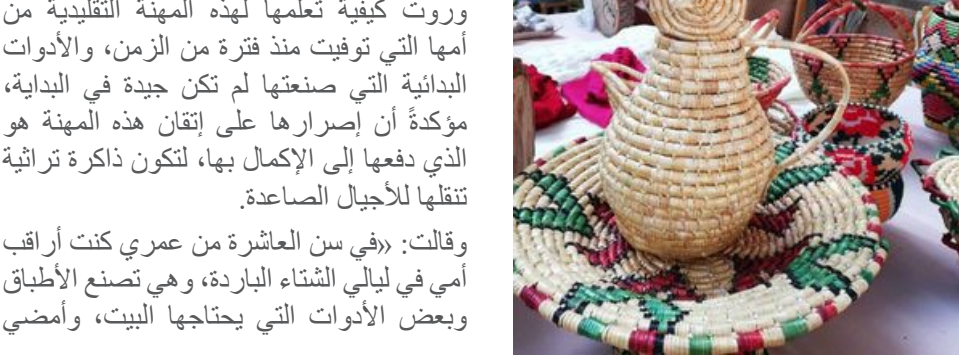 وروت كيفية تعلمها لهذه المهنة التقليدية من
أمها التي توفيت منذ فترة من الزمن، والأدوات
البدائية التي صنعتها لم تكن جيدة في البداية،
مؤكدةً أن إصرارها على إتقان هذه المهنة هو
الذي دفعها إلى الإكمال بها، لتكون ذاكرة تراثية
تنقلها للأجيال الصاعدة.
وقالت: «في سن العاشرة من عمري كنت أراقب
أمي في ليالي الشتاء الباردة، وهي تصنع الأطباق
وبعض الأدوات التي يحتاجها البيت، وأمضي